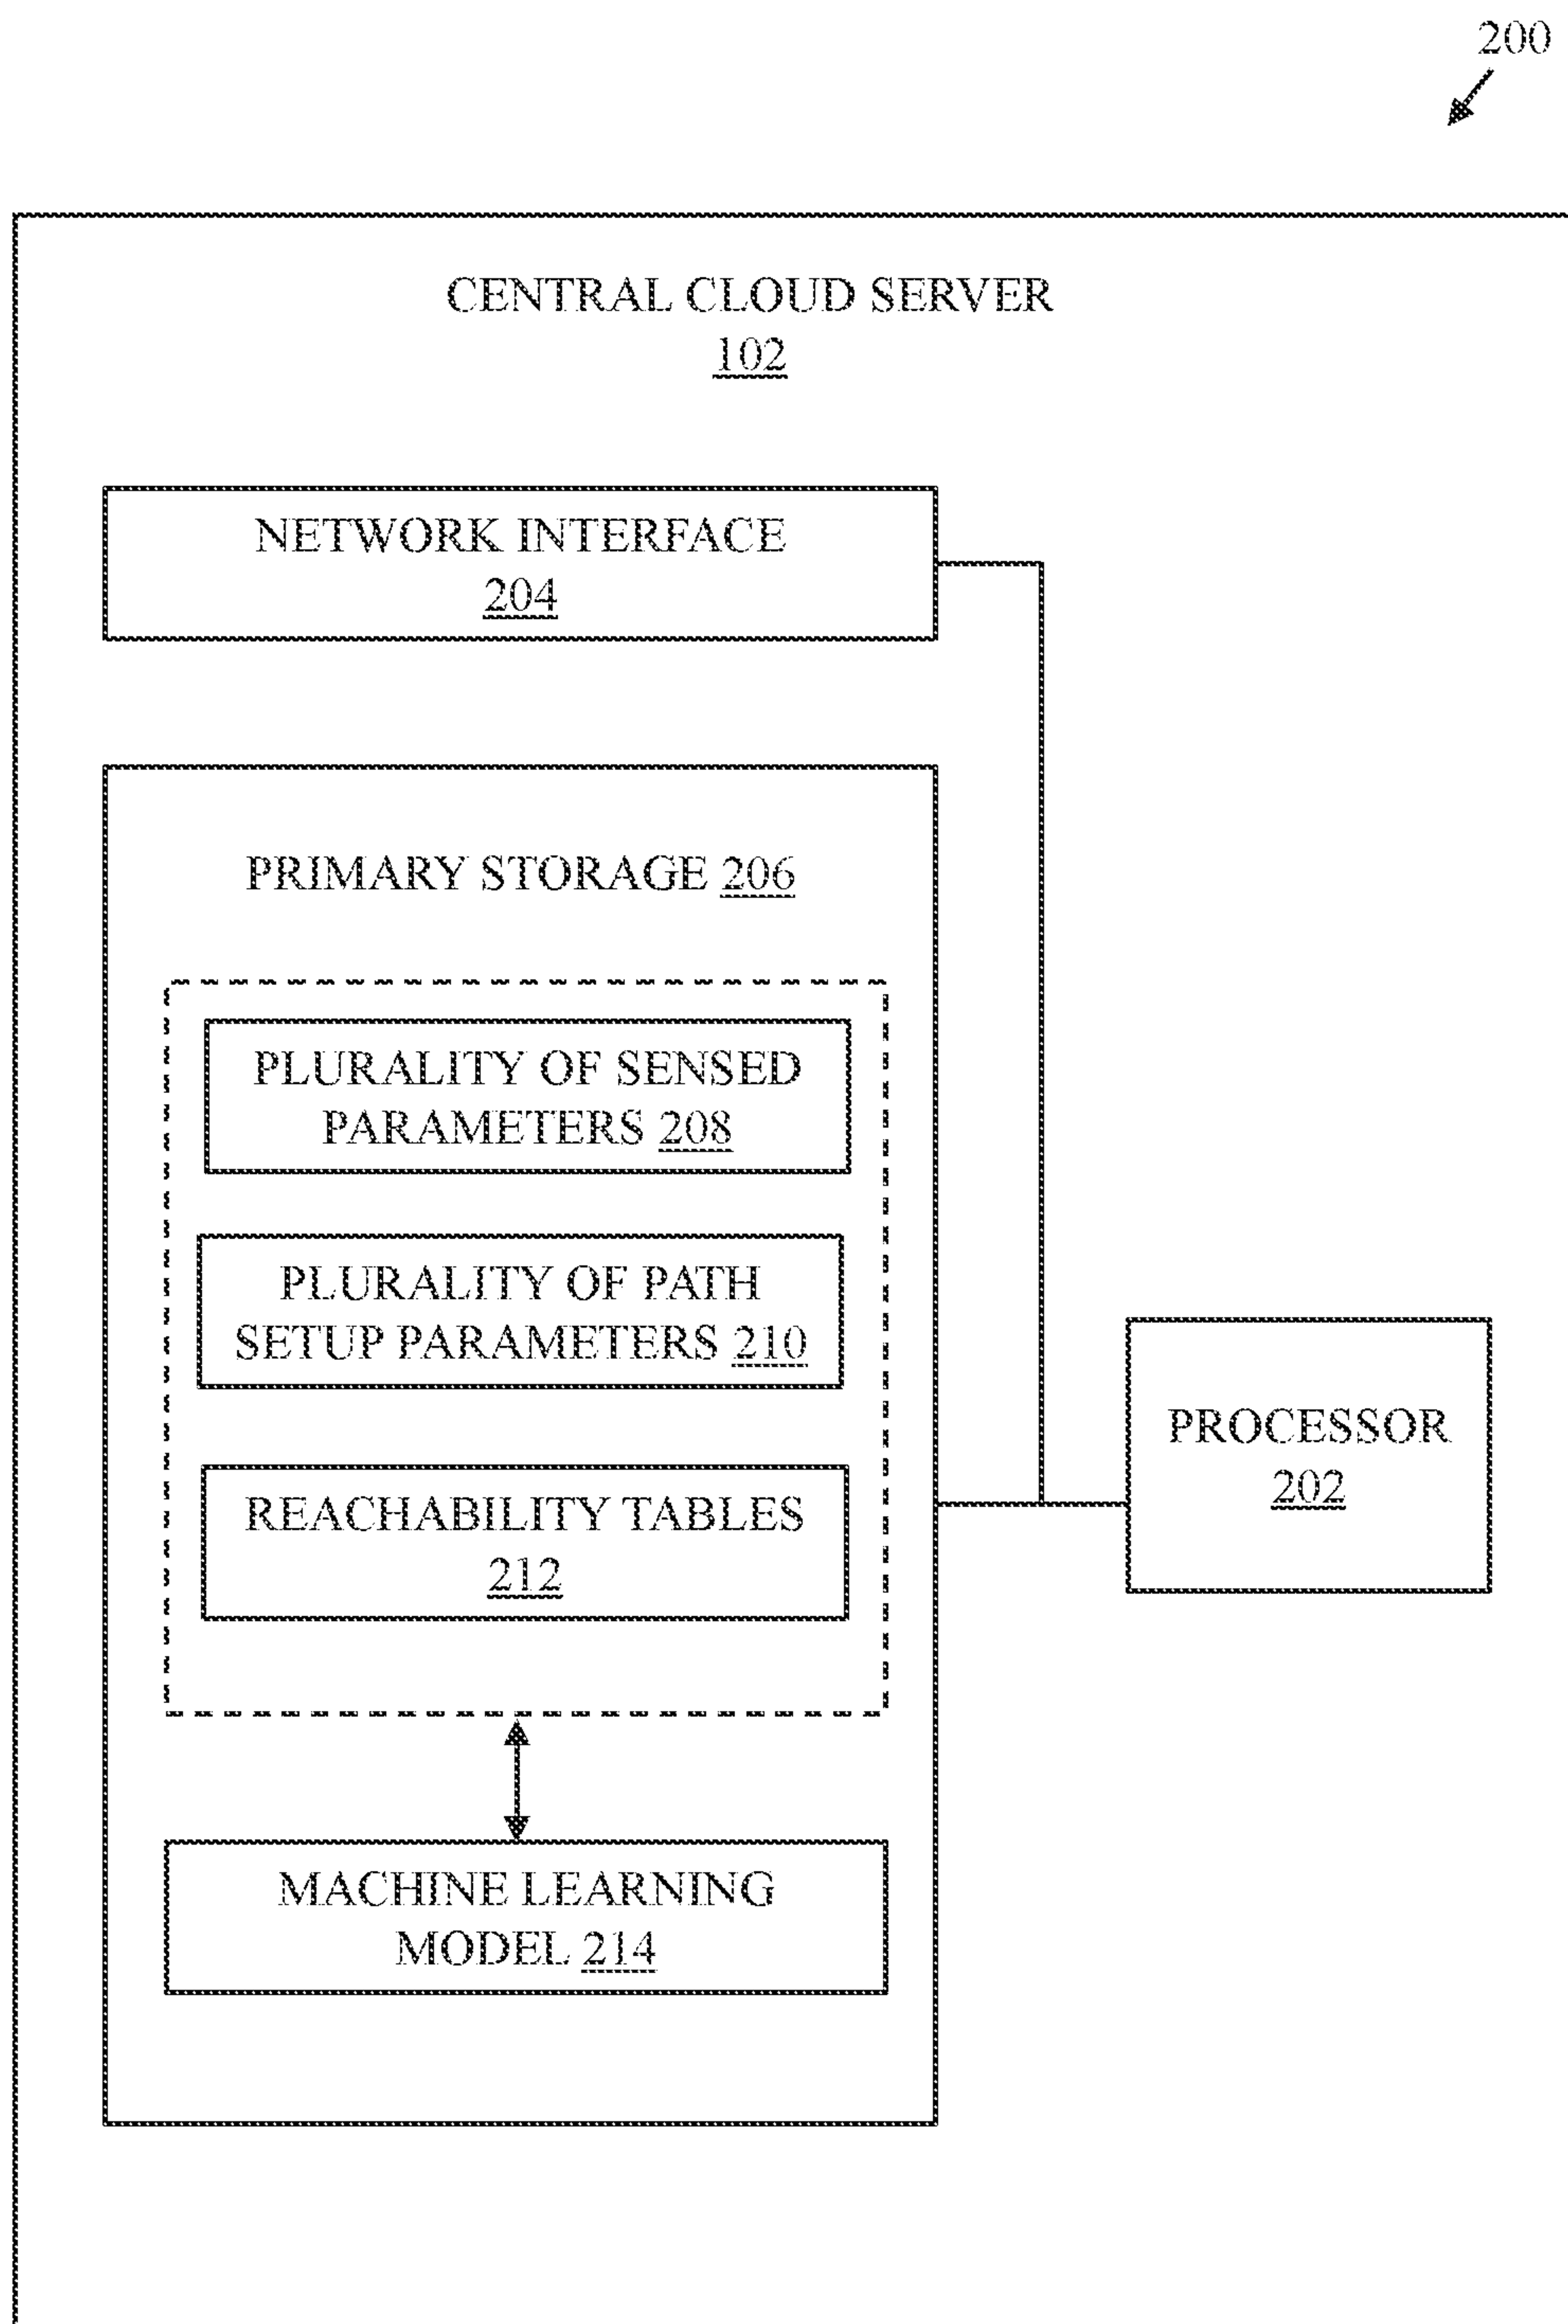 200
CENTRAL CLOUD SERVER
102
NETWORK INTERFACE
204
PRIMARY STORAGE 206
PLURALITY OF SENSED
PARAMETERS 208
PLURALITY OF PATH
SETUP PARAMETERS 210
REACHABILITY TABLES
212
PROCESSOR
202
MACHINE LEARNING
MODEL 214